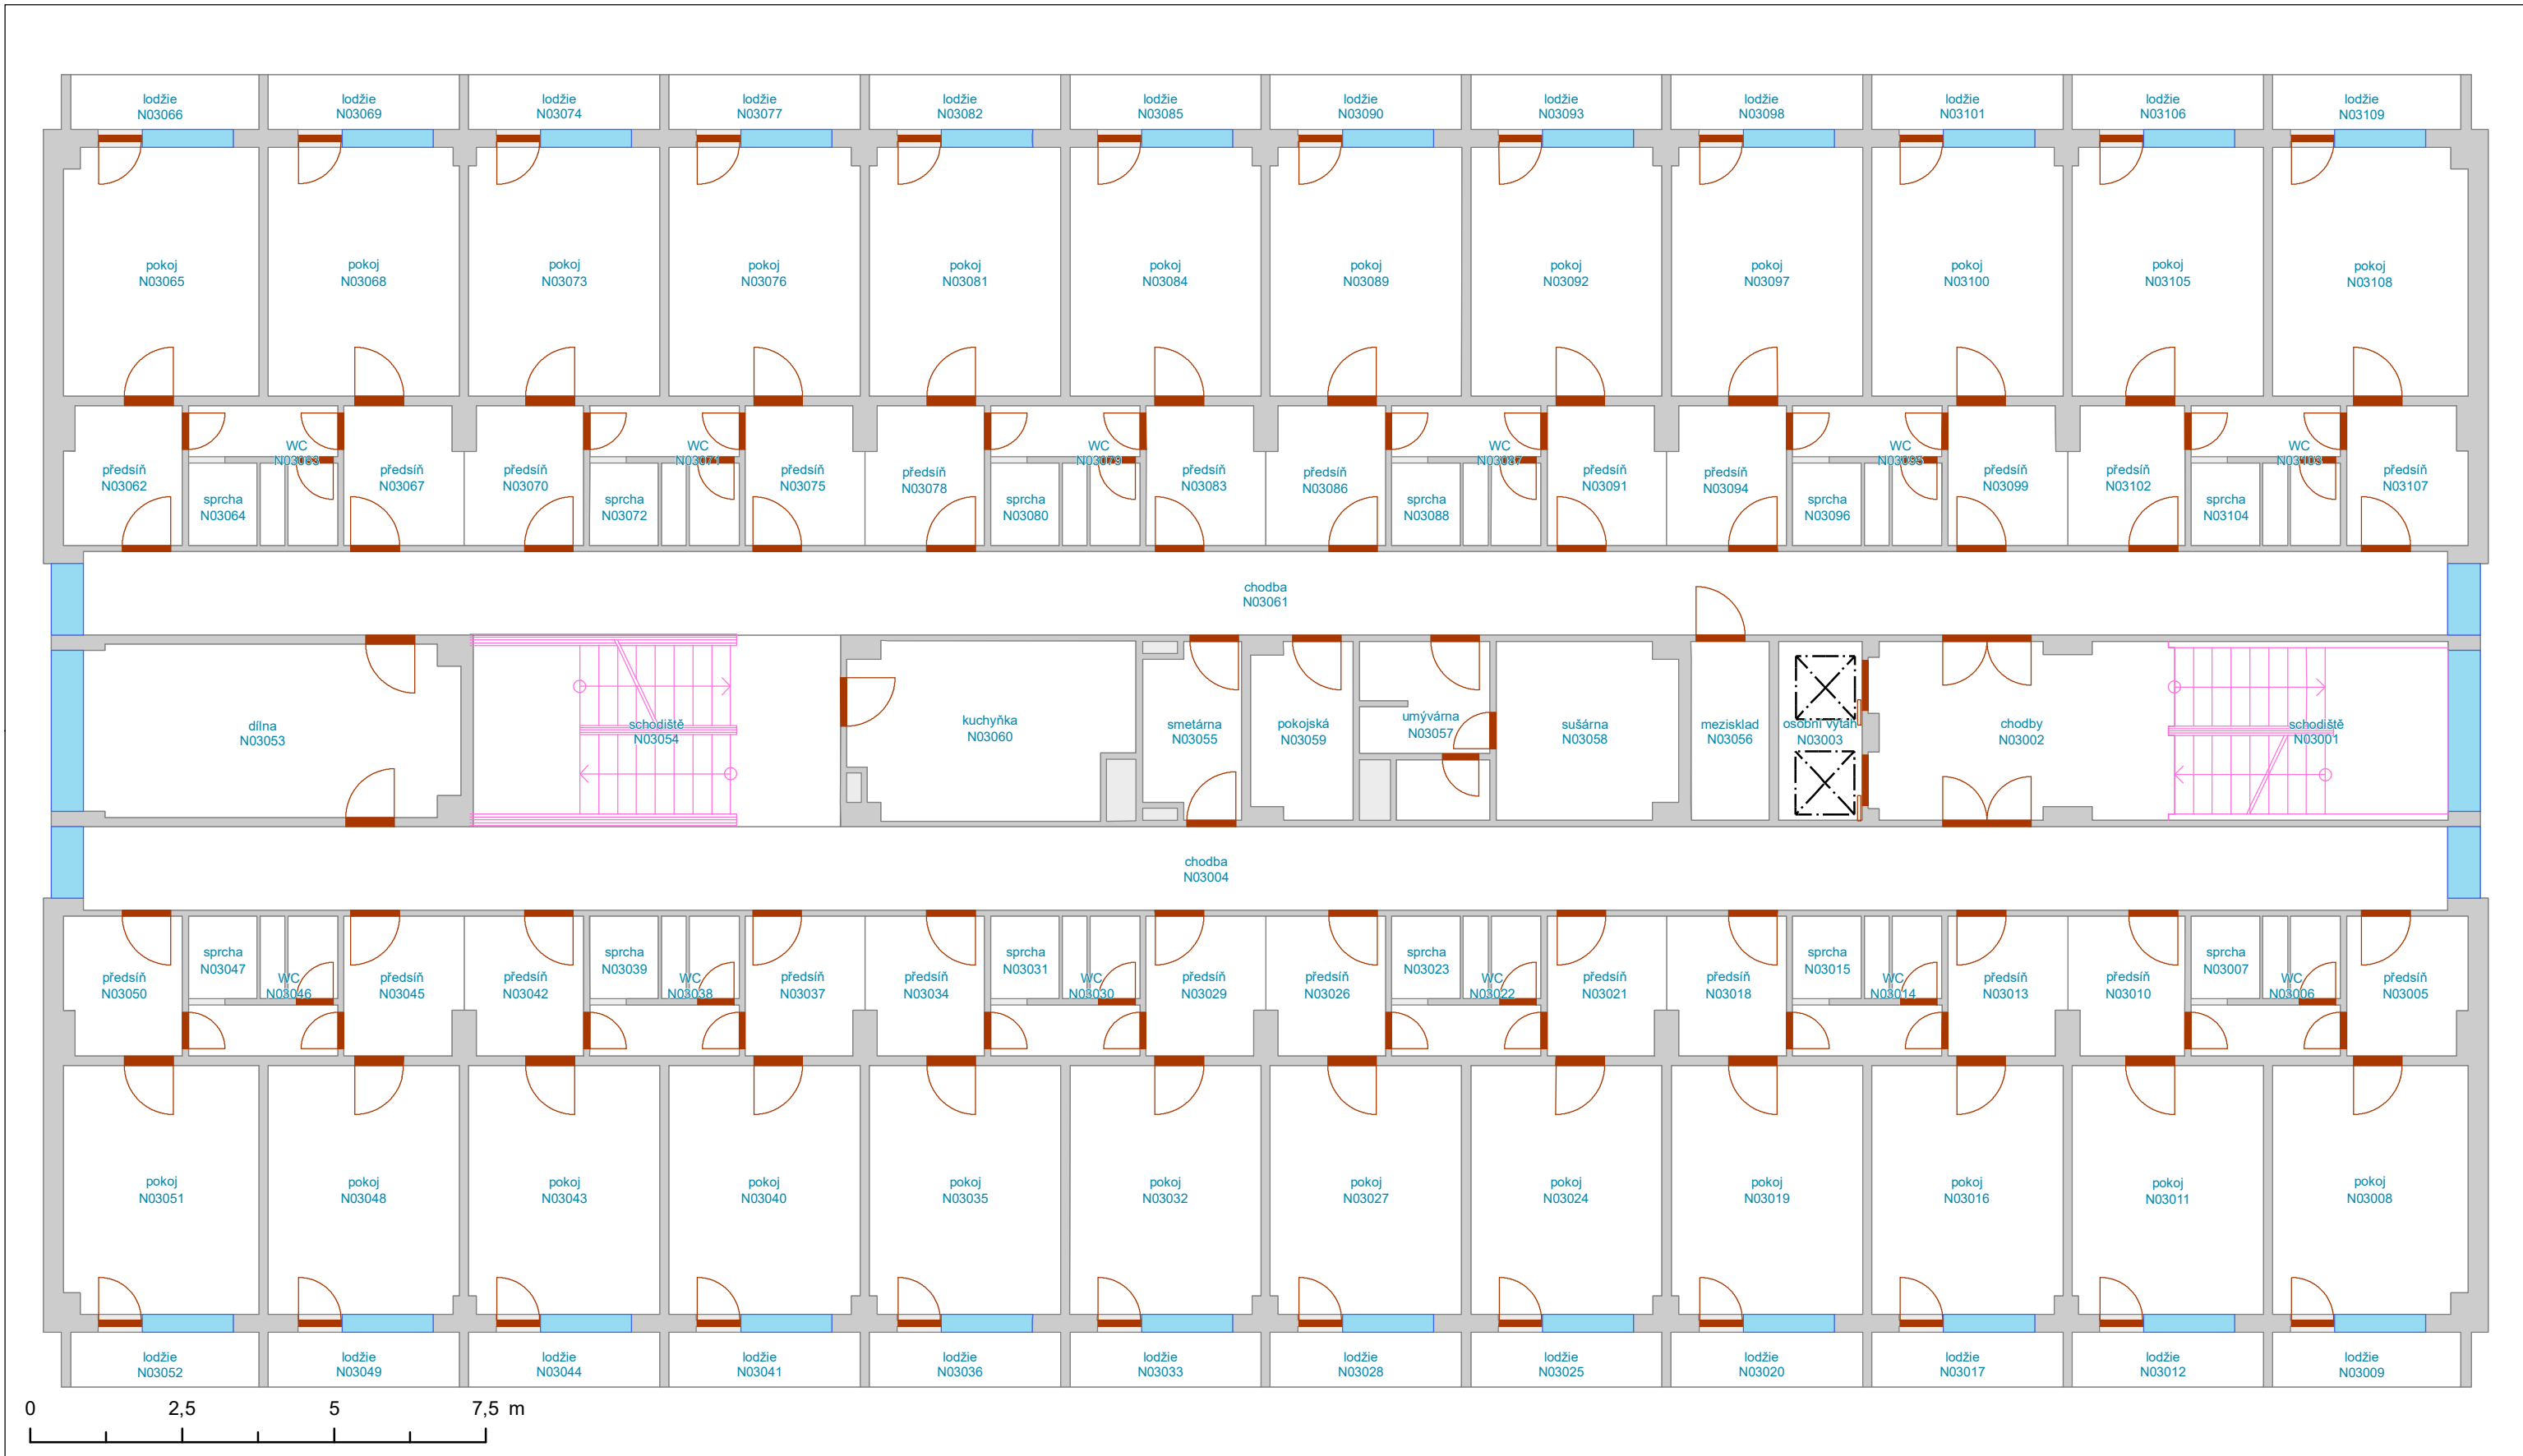 lodžie
N03066
lodžie
N03069
lodžie
N03074
lodžie
N03077
lodžie
N03082
lodžie
N03085
lodžie
N03090
lodžie
N03093
lodžie
N03098
lodžie
N03101
lodžie
N03106
lodžie
N03109
pokoj
N03065
pokoj
N03068
pokoj
N03073
pokoj
N03076
pokoj
N03081
pokoj
N03084
pokoj
N03089
pokoj
N03092
pokoj
N03097
pokoj
N03100
pokoj
N03105
pokoj
N03108
předsíň
N03062
WC
N03063
sprcha
N03064
předsíň
N03067
předsíň
N03070
WC
N03071
sprcha
N03072
předsíň
N03075
předsíň
N03078
WC
N03079
sprcha
N03080
předsíň
N03083
předsíň
N03086
WC
N03087
sprcha
N03088
předsíň
N03091
předsíň
N03094
WC
N03095
sprcha
N03096
předsíň
N03099
předsíň
N03102
WC
N03103
sprcha
N03104
předsíň
N03107
chodba
N03061
dílna
N03053
schodiště
N03054
kuchyňka
N03060
smetárna
N03055
pokojská
N03059
umývárna
N03057
sušárna
N03058
mezisklad
N03056
osobní výtah
N03003
chodby
N03002
schodiště
N03001
chodba
N03004
předsíň
N03050
sprcha
N03047
WC
N03046
předsíň
N03045
předsíň
N03042
sprcha
N03039
WC
N03038
předsíň
N03037
předsíň
N03034
sprcha
N03031
WC
N03030
předsíň
N03029
předsíň
N03026
sprcha
N03023
WC
N03022
předsíň
N03021
předsíň
N03018
sprcha
N03015
WC
N03014
předsíň
N03013
předsíň
N03010
sprcha
N03007
WC
N03006
předsíň
N03005
pokoj
N03051
pokoj
N03048
pokoj
N03043
pokoj
N03040
pokoj
N03035
pokoj
N03032
pokoj
N03027
pokoj
N03024
pokoj
N03019
pokoj
N03016
pokoj
N03011
pokoj
N03008
lodžie
N03052
lodžie
N03049
lodžie
N03044
lodžie
N03041
lodžie
N03036
lodžie
N03033
lodžie
N03028
lodžie
N03025
lodžie
N03020
lodžie
N03017
lodžie
N03012
lodžie
N03009
0 2,5 5 7,5 m